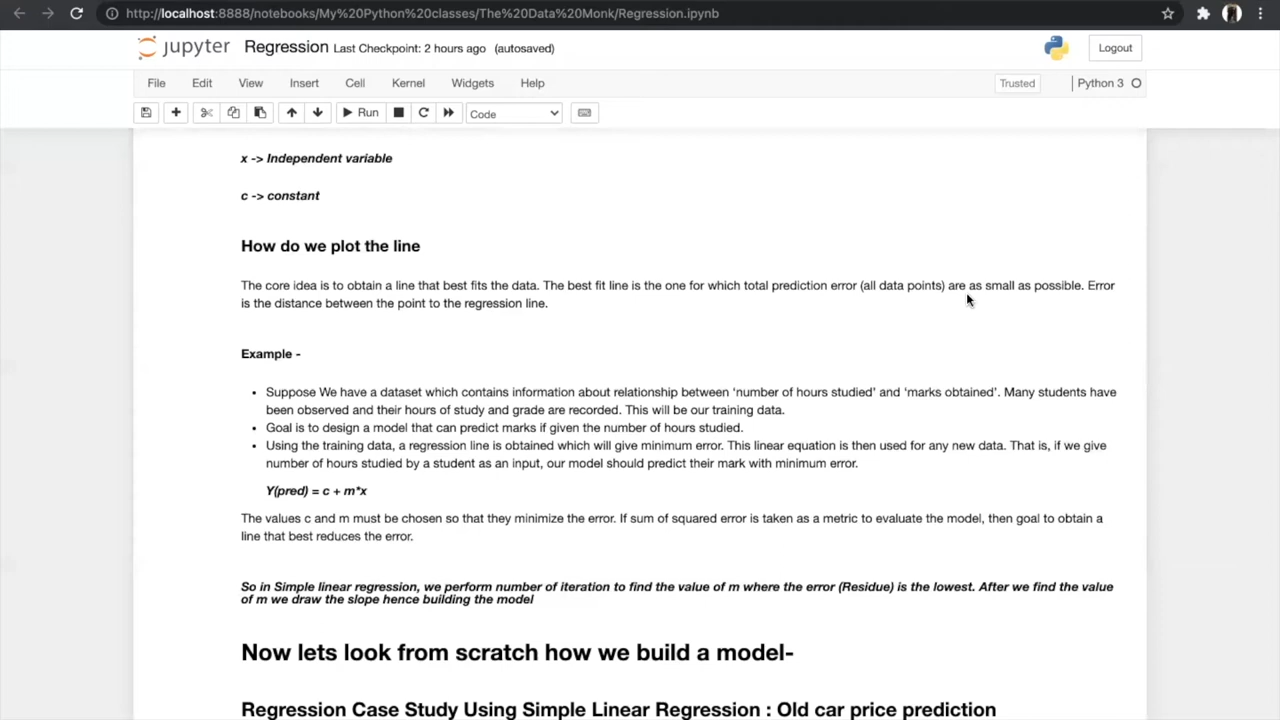 http://localhost:8888/notebooks/My%20Python%20classes/The%20Data%20Monk/Regression.ipynb
jupyter Regression Last Checkpoint: 2 hours ago (autosaved)
Logout
File Edit View Insert Cell Kernel Widgets Help
Trusted Python 3
Run Code
x -> Independent variable
c -> constant
How do we plot the line
The core idea is to obtain a line that best fits the data. The best fit line is the one for which total prediction error (all data points) are as small as possible. Error
is the distance between the point to the regression line.
Example -
• Suppose We have a dataset which contains information about relationship between ‘number of hours studied’ and ‘marks obtained’. Many students have
been observed and their hours of study and grade are recorded. This will be our training data.
• Goal is to design a model that can predict marks if given the number of hours studied.
• Using the training data, a regression line is obtained which will give minimum error. This linear equation is then used for any new data. That is, if we give
number of hours studied by a student as an input, our model should predict their mark with minimum error.
Y(pred) = c + m*x
The values c and m must be chosen so that they minimize the error. If sum of squared error is taken as a metric to evaluate the model, then goal to obtain a
line that best reduces the error.
So in Simple linear regression, we perform number of iteration to find the value of m where the error (Residue) is the lowest. After we find the value
of m we draw the slope hence building the model
Now lets look from scratch how we build a model-
Regression Case Study Using Simple Linear Regression : Old car price prediction